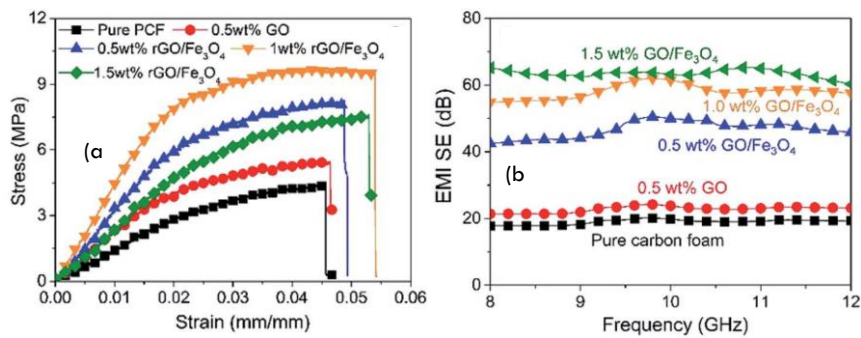 12
9
6
3
0
Stress (MPa)
Pure PCF
0.5wt% GO
0.5wt% rGO/Fe₃O₄
1wt% rGO/Fe₃O₄
1.5wt% rGO/Fe₃O₄
(a
0.00 0.01 0.02 0.03 0.04 0.05 0.06
Strain (mm/mm)
80
60
40
20
0
EMI SE (dB)
1.5 wt% GO/Fe₃O₄
1.0 wt% GO/Fe₃O₄
0.5 wt% GO/Fe₃O₄
(b)
0.5 wt% GO
Pure carbon foam
8 9 10 11 12
Frequency (GHz)